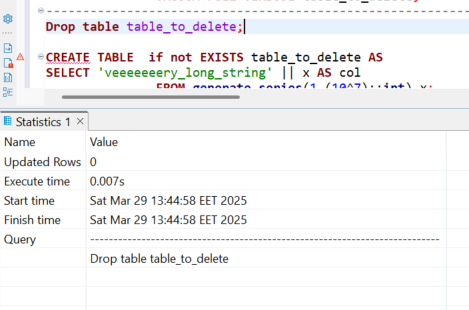 Drop table table_to_delete;
CREATE TABLE  if not EXISTS table_to_delete AS
SELECT 'veeeeeeery_long_string' || x AS col
FROM generate_series(1,(10^7)::int) x;
Statistics 1
Name Value
Updated Rows 0
Execute time 0.007s
Start time Sat Mar 29 13:44:58 EET 2025
Finish time Sat Mar 29 13:44:58 EET 2025
Query -------------------------------------------------------------------------
Drop table table_to_delete